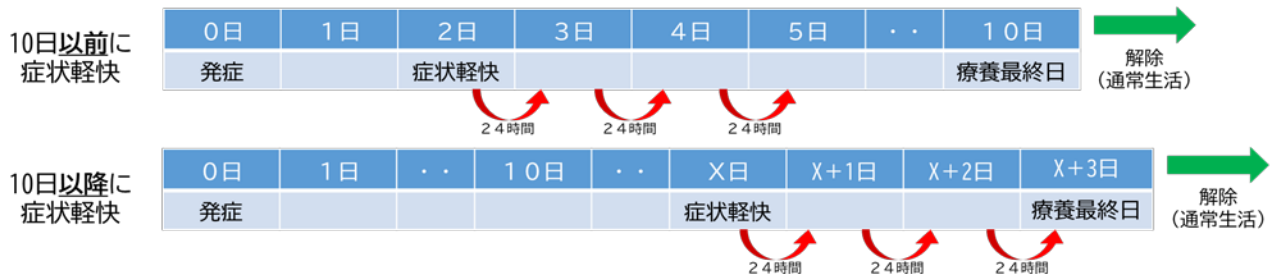 10日以前に
症状軽快
0日 1日 2日 3日 4日 5日 ・・ 10日
発症 症状軽快 療養最終日
解除
(通常生活)
24時間 24時間 24時間
10日以降に
症状軽快
0日 1日 ・・ 10日 ・・ X日 X+1日 X+2日 X+3日
発症 症状軽快 療養最終日
解除
(通常生活)
24時間 24時間 24時間